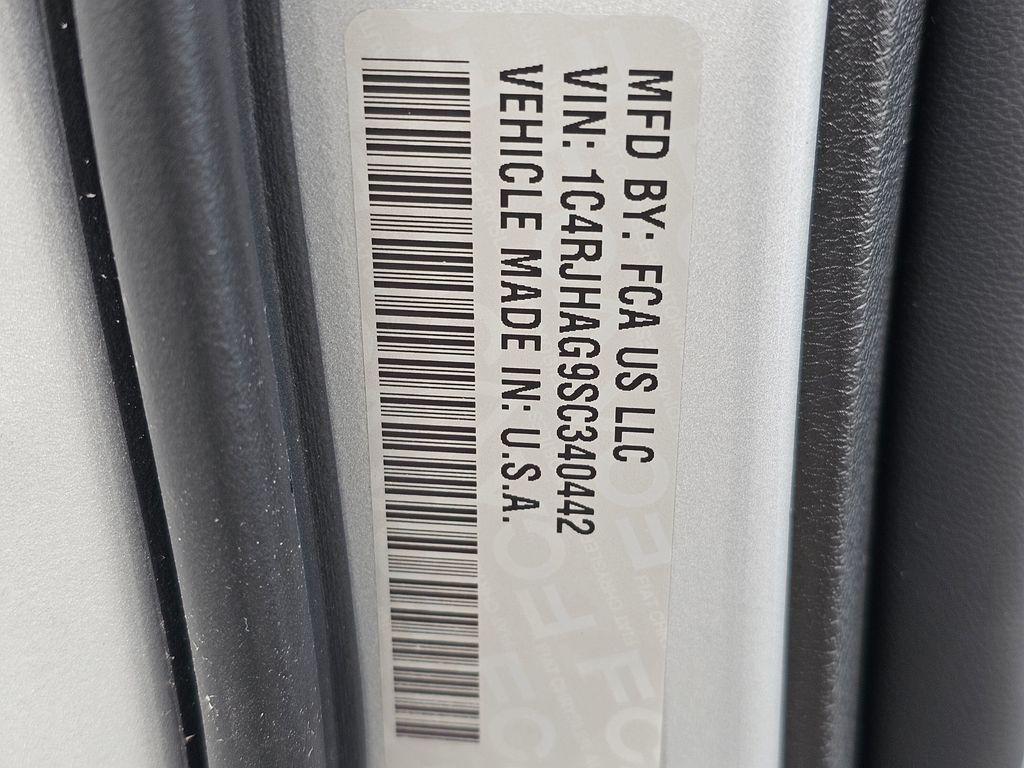 MFD BY: FCA US LLC
VIN: 1C4RJHAG9SC340442
VEHICLE MADE IN: U.S.A.